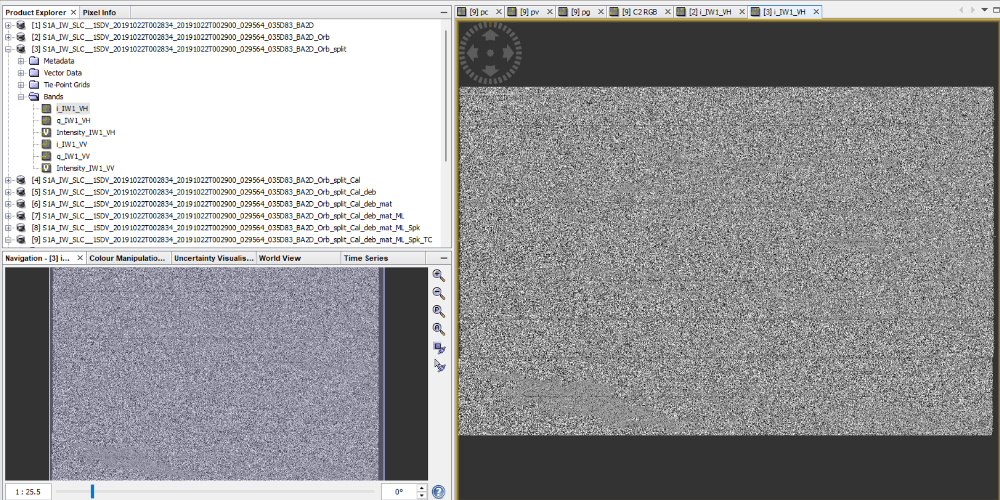 Product Explorer × Pixel Info
[1] S1A_IW_SLC__1SDV_20191022T002834_20191022T002900_029564_035D83_BA2D
[2] S1A_IW_SLC__1SDV_20191022T002834_20191022T002900_029564_035D83_BA2D_Orb
[3] S1A_IW_SLC__1SDV_20191022T002834_20191022T002900_029564_035D83_BA2D_Orb_split
Metadata
Vector Data
Tie-Point Grids
Bands
i_IW1_VH
q_IW1_VH
Intensity_IW1_VH
i_IW1_VV
q_IW1_VV
Intensity_IW1_VV
[4] S1A_IW_SLC__1SDV_20191022T002834_20191022T002900_029564_035D83_BA2D_Orb_split_Cal
[5] S1A_IW_SLC__1SDV_20191022T002834_20191022T002900_029564_035D83_BA2D_Orb_split_Cal_deb
[6] S1A_IW_SLC__1SDV_20191022T002834_20191022T002900_029564_035D83_BA2D_Orb_split_Cal_deb_mat
[7] S1A_IW_SLC__1SDV_20191022T002834_20191022T002900_029564_035D83_BA2D_Orb_split_Cal_deb_mat_ML
[8] S1A_IW_SLC__1SDV_20191022T002834_20191022T002900_029564_035D83_BA2D_Orb_split_Cal_deb_mat_ML_Spk
[9] S1A_IW_SLC__1SDV_20191022T002834_20191022T002900_029564_035D83_BA2D_Orb_split_Cal_deb_mat_ML_Spk_TC
Navigation - [3] i... × Colour Manipulatio... Uncertainty Visualis... World View Time Series
1 : 25.5
0°
[9] pc × [9] pv × [9] pg × [9] C2 RGB × [2] i_IW1_VH × [3] i_IW1_VH ×